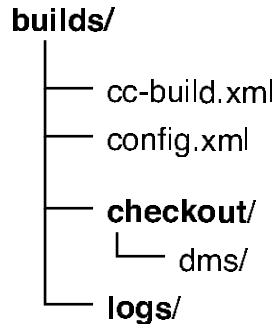 builds/
cc-build.xml
config.xml
checkout/
dms/
logs/